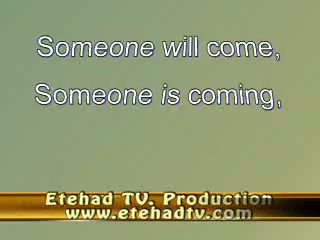 Someone will come,
Someone is coming,
Etehad TV. Production
www.etehadtv.com